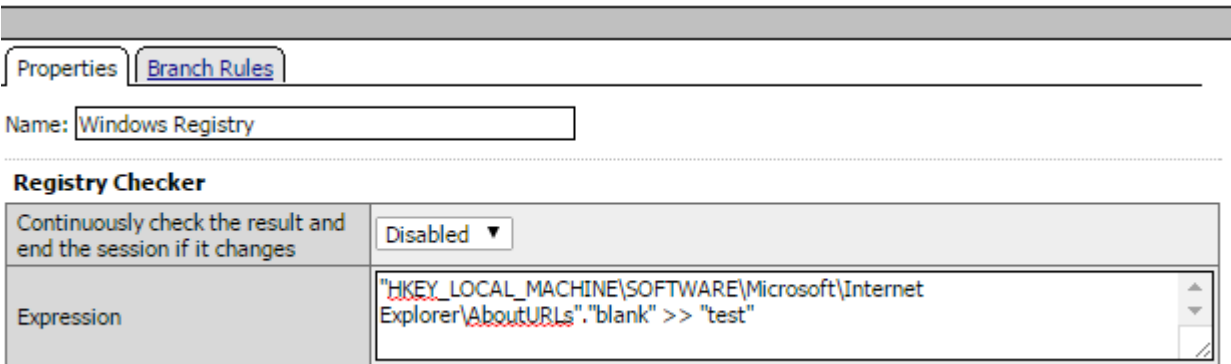 Properties Branch Rules
Name: Windows Registry
Registry Checker
Continuously check the result and
end the session if it changes
Disabled ▼
Expression
"HKEY_LOCAL_MACHINE\SOFTWARE\Microsoft\Internet
Explorer\AboutURLs"."blank" >> "test"